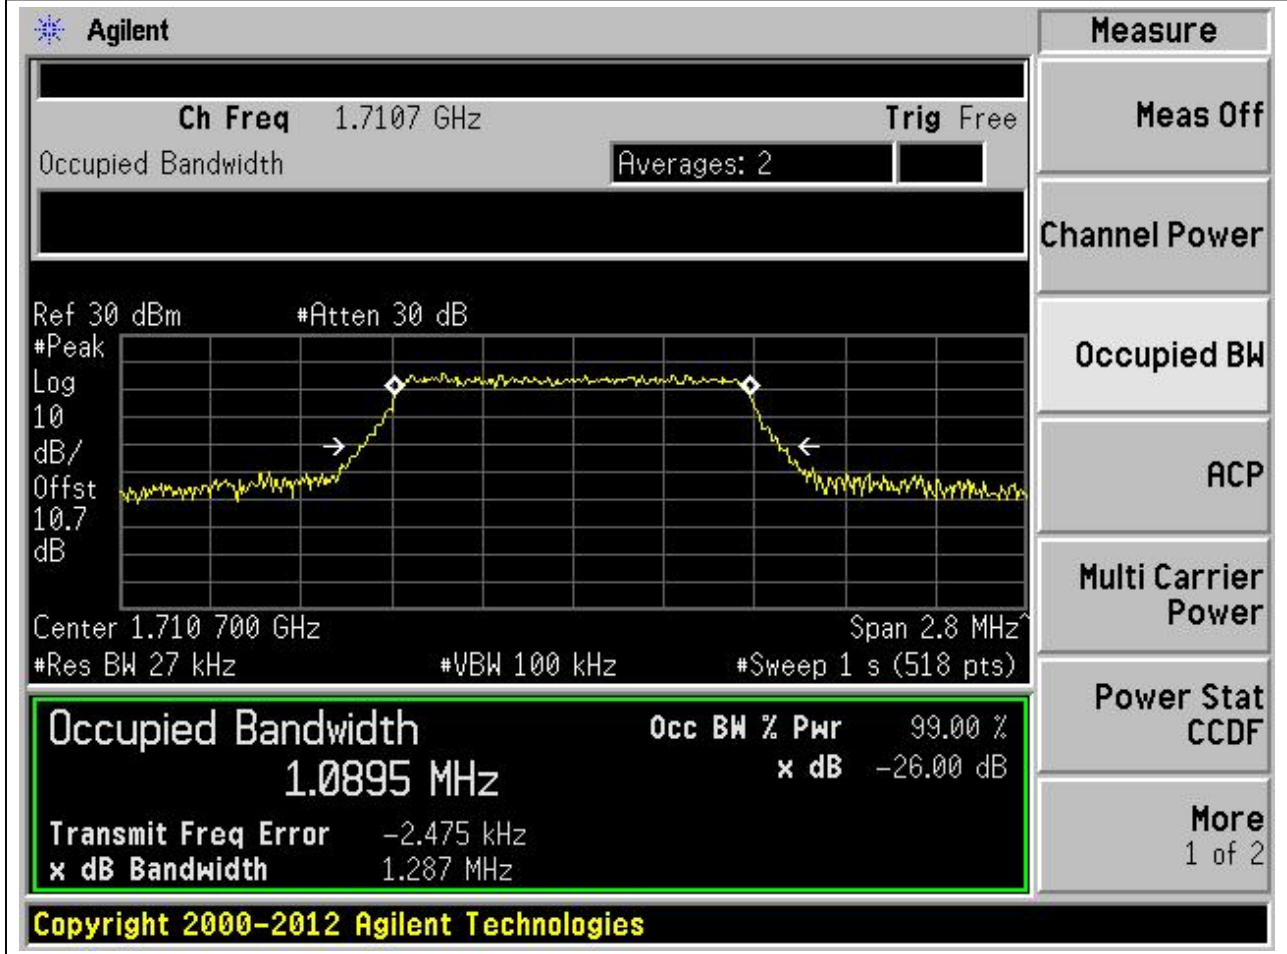 Agilent
Measure
Ch Freq 1.7107 GHz Trig Free
Occupied Bandwidth Averages: 2
Meas Off
Channel Power
Occupied BW
ACP
Multi Carrier
Power
Power Stat
CCDF
More
1 of 2
Ref 30 dBm #Atten 30 dB
#Peak
Log
10
dB/
Offst
10.7
dB
Center 1.710 700 GHz Span 2.8 MHz^
#Res BW 27 kHz #VBW 100 kHz #Sweep 1 s (518 pts)
Occupied Bandwidth Occ BW % Pwr 99.00 %
1.0895 MHz x dB -26.00 dB
Transmit Freq Error -2.475 kHz
x dB Bandwidth 1.287 MHz
Copyright 2000-2012 Agilent Technologies